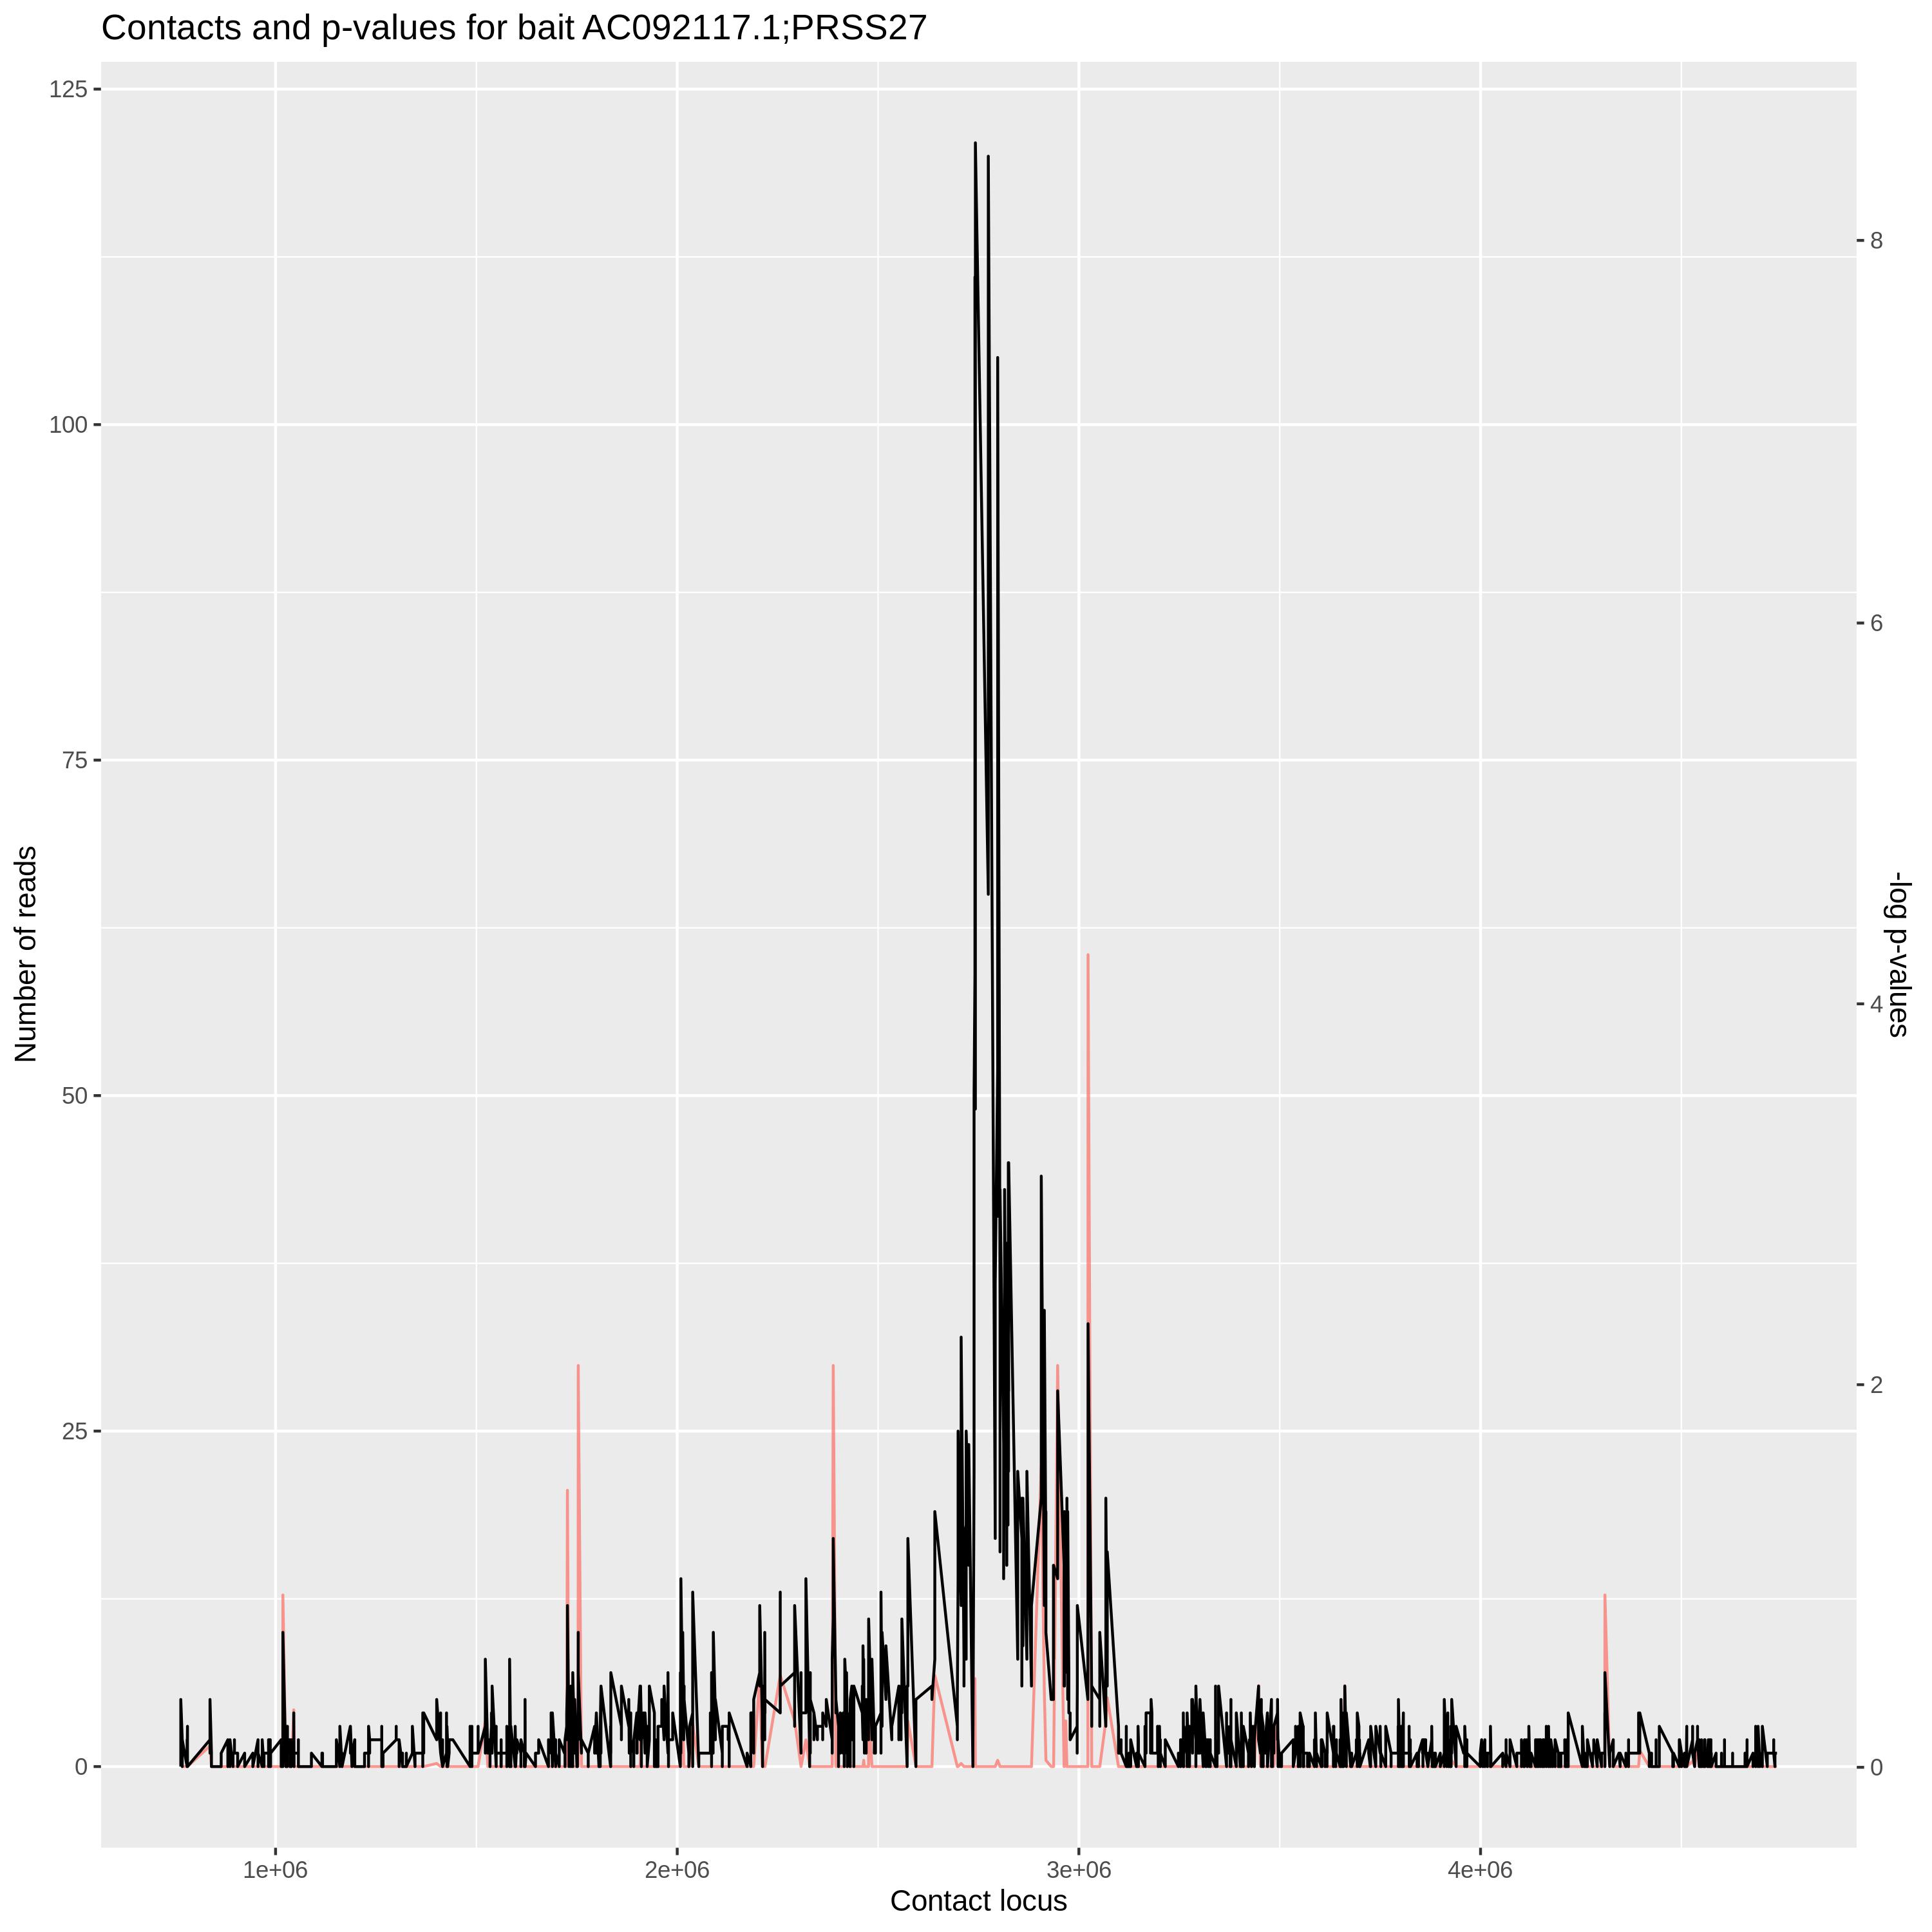 Contacts and p-values for bait AC092117.1;PRSS27
125
100
75
50
25
0
Number of reads
8
6
4
2
0
-log p-values
1e+06
2e+06
3e+06
4e+06
Contact locus